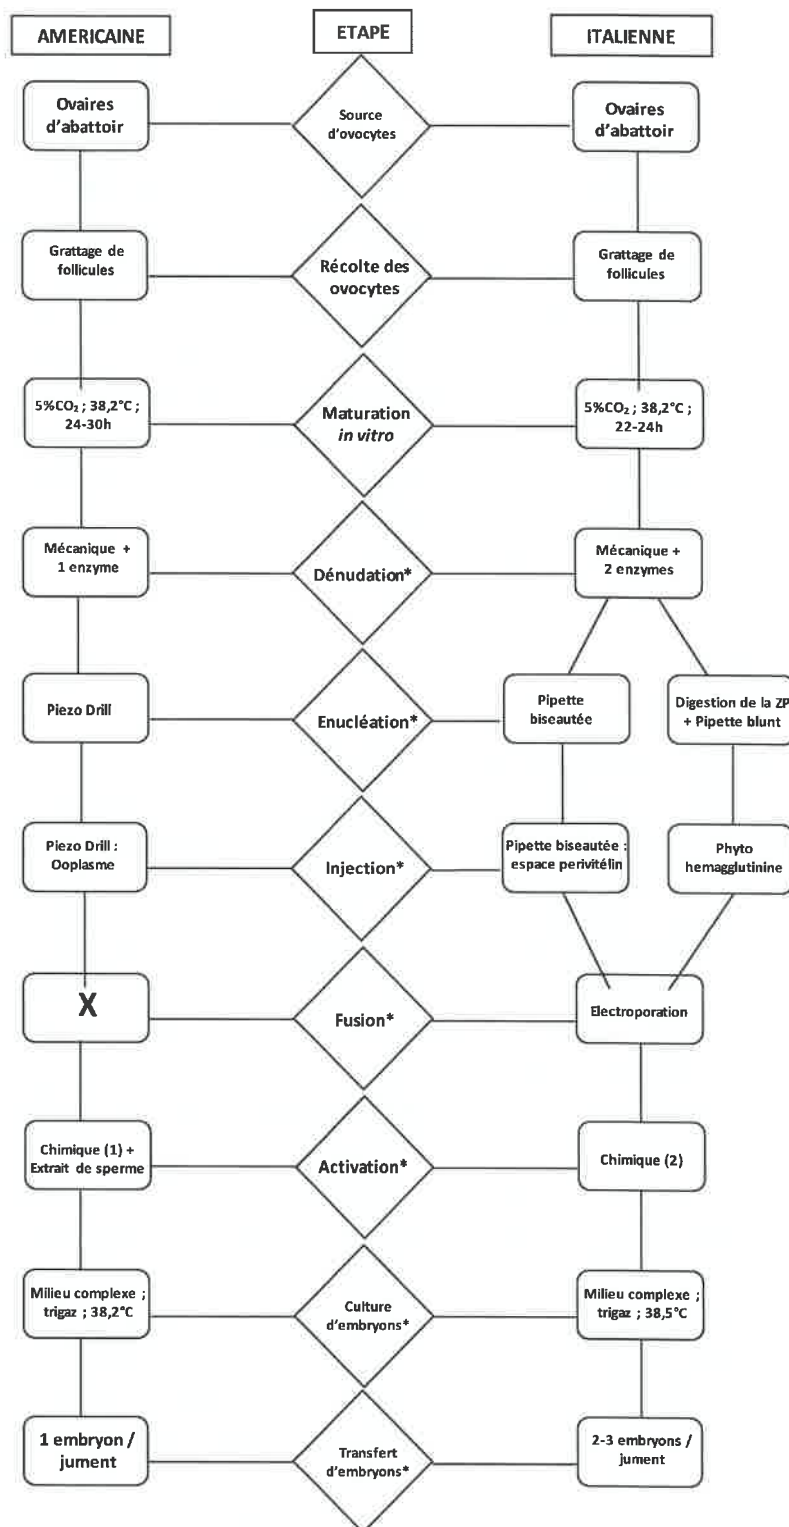 AMERICAINE
ETAPE
ITALIENNE
Ovaires
d'abattoir
Source
d'ovocytes
Ovaires
d'abattoir
Grattage de
follicules
Récolte des
ovocytes
Grattage de
follicules
5%CO₂ ; 38,2°C ;
24-30h
Maturation
in vitro
5%CO₂ ; 38,2°C ;
22-24h
Mécanique +
1 enzyme
Dénudation*
Mécanique +
2 enzymes
Piezo Drill
Enucléation*
Pipette
biseautée
Digestion de la ZP
+ Pipette blunt
Piezo Drill :
Ooplasme
Injection*
Pipette biseautée :
espace perivitélin
Phyto
hemagglutinine
X
Fusion*
Electroporation
Chimique (1) +
Extrait de sperme
Activation*
Chimique (2)
Milieu complexe ;
trigaz ; 38,2°C
Culture
d'embryons*
Milieu complexe ;
trigaz ; 38,5°C
1 embryon /
jument
Transfert
d'embryons*
2-3 embryons /
jument